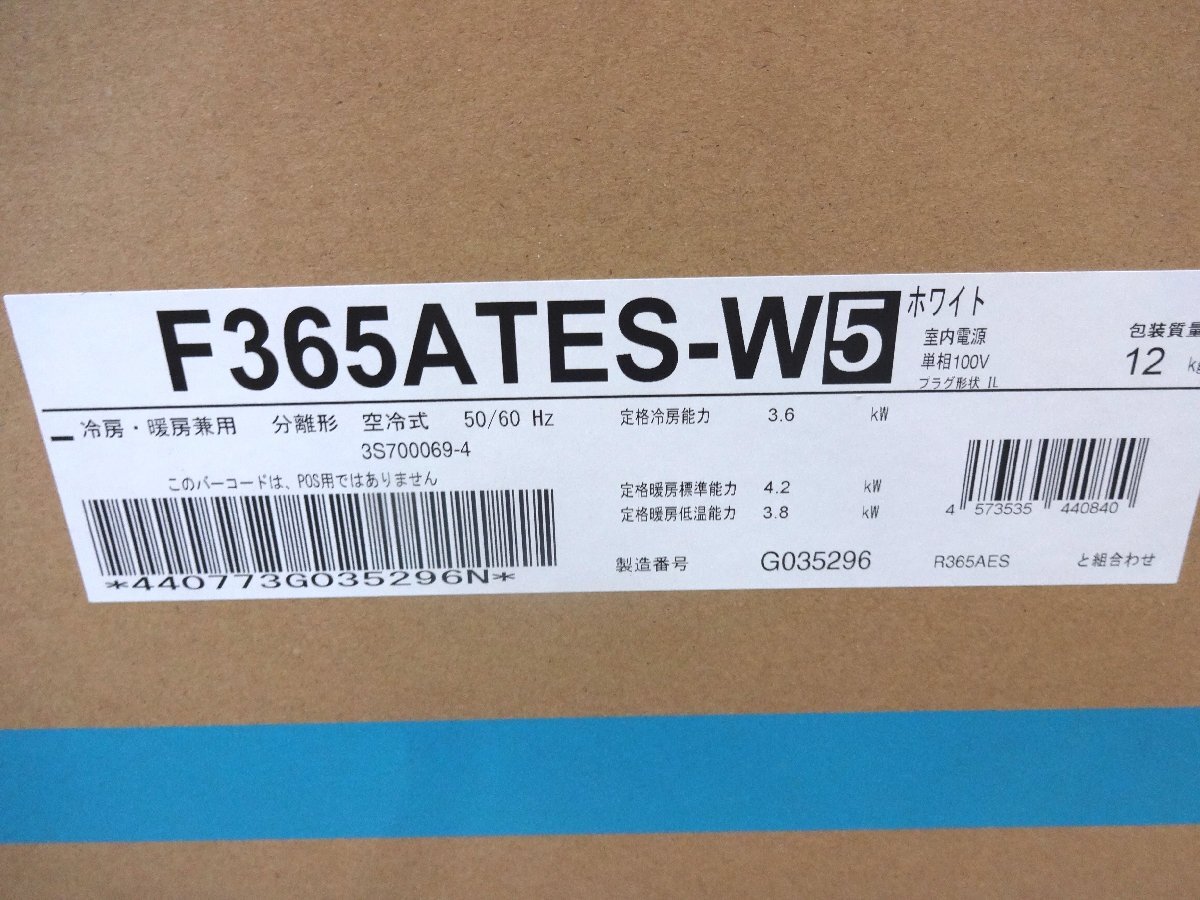 F365ATES-W5
ホワイト
室内電源
単相100V
プラグ形状 IL
包装質量
12 kg
冷房・暖房兼用 分離形 空冷式 50/60 Hz
3S700069-4
このバーコードは、POS用ではありません
*440773G035296N*
定格冷房能力 3.6 kW
定格暖房標準能力 4.2 kW
定格暖房低温能力 3.8 kW
製造番号 G035296
4 573535 440840
R365AES と組合わせ